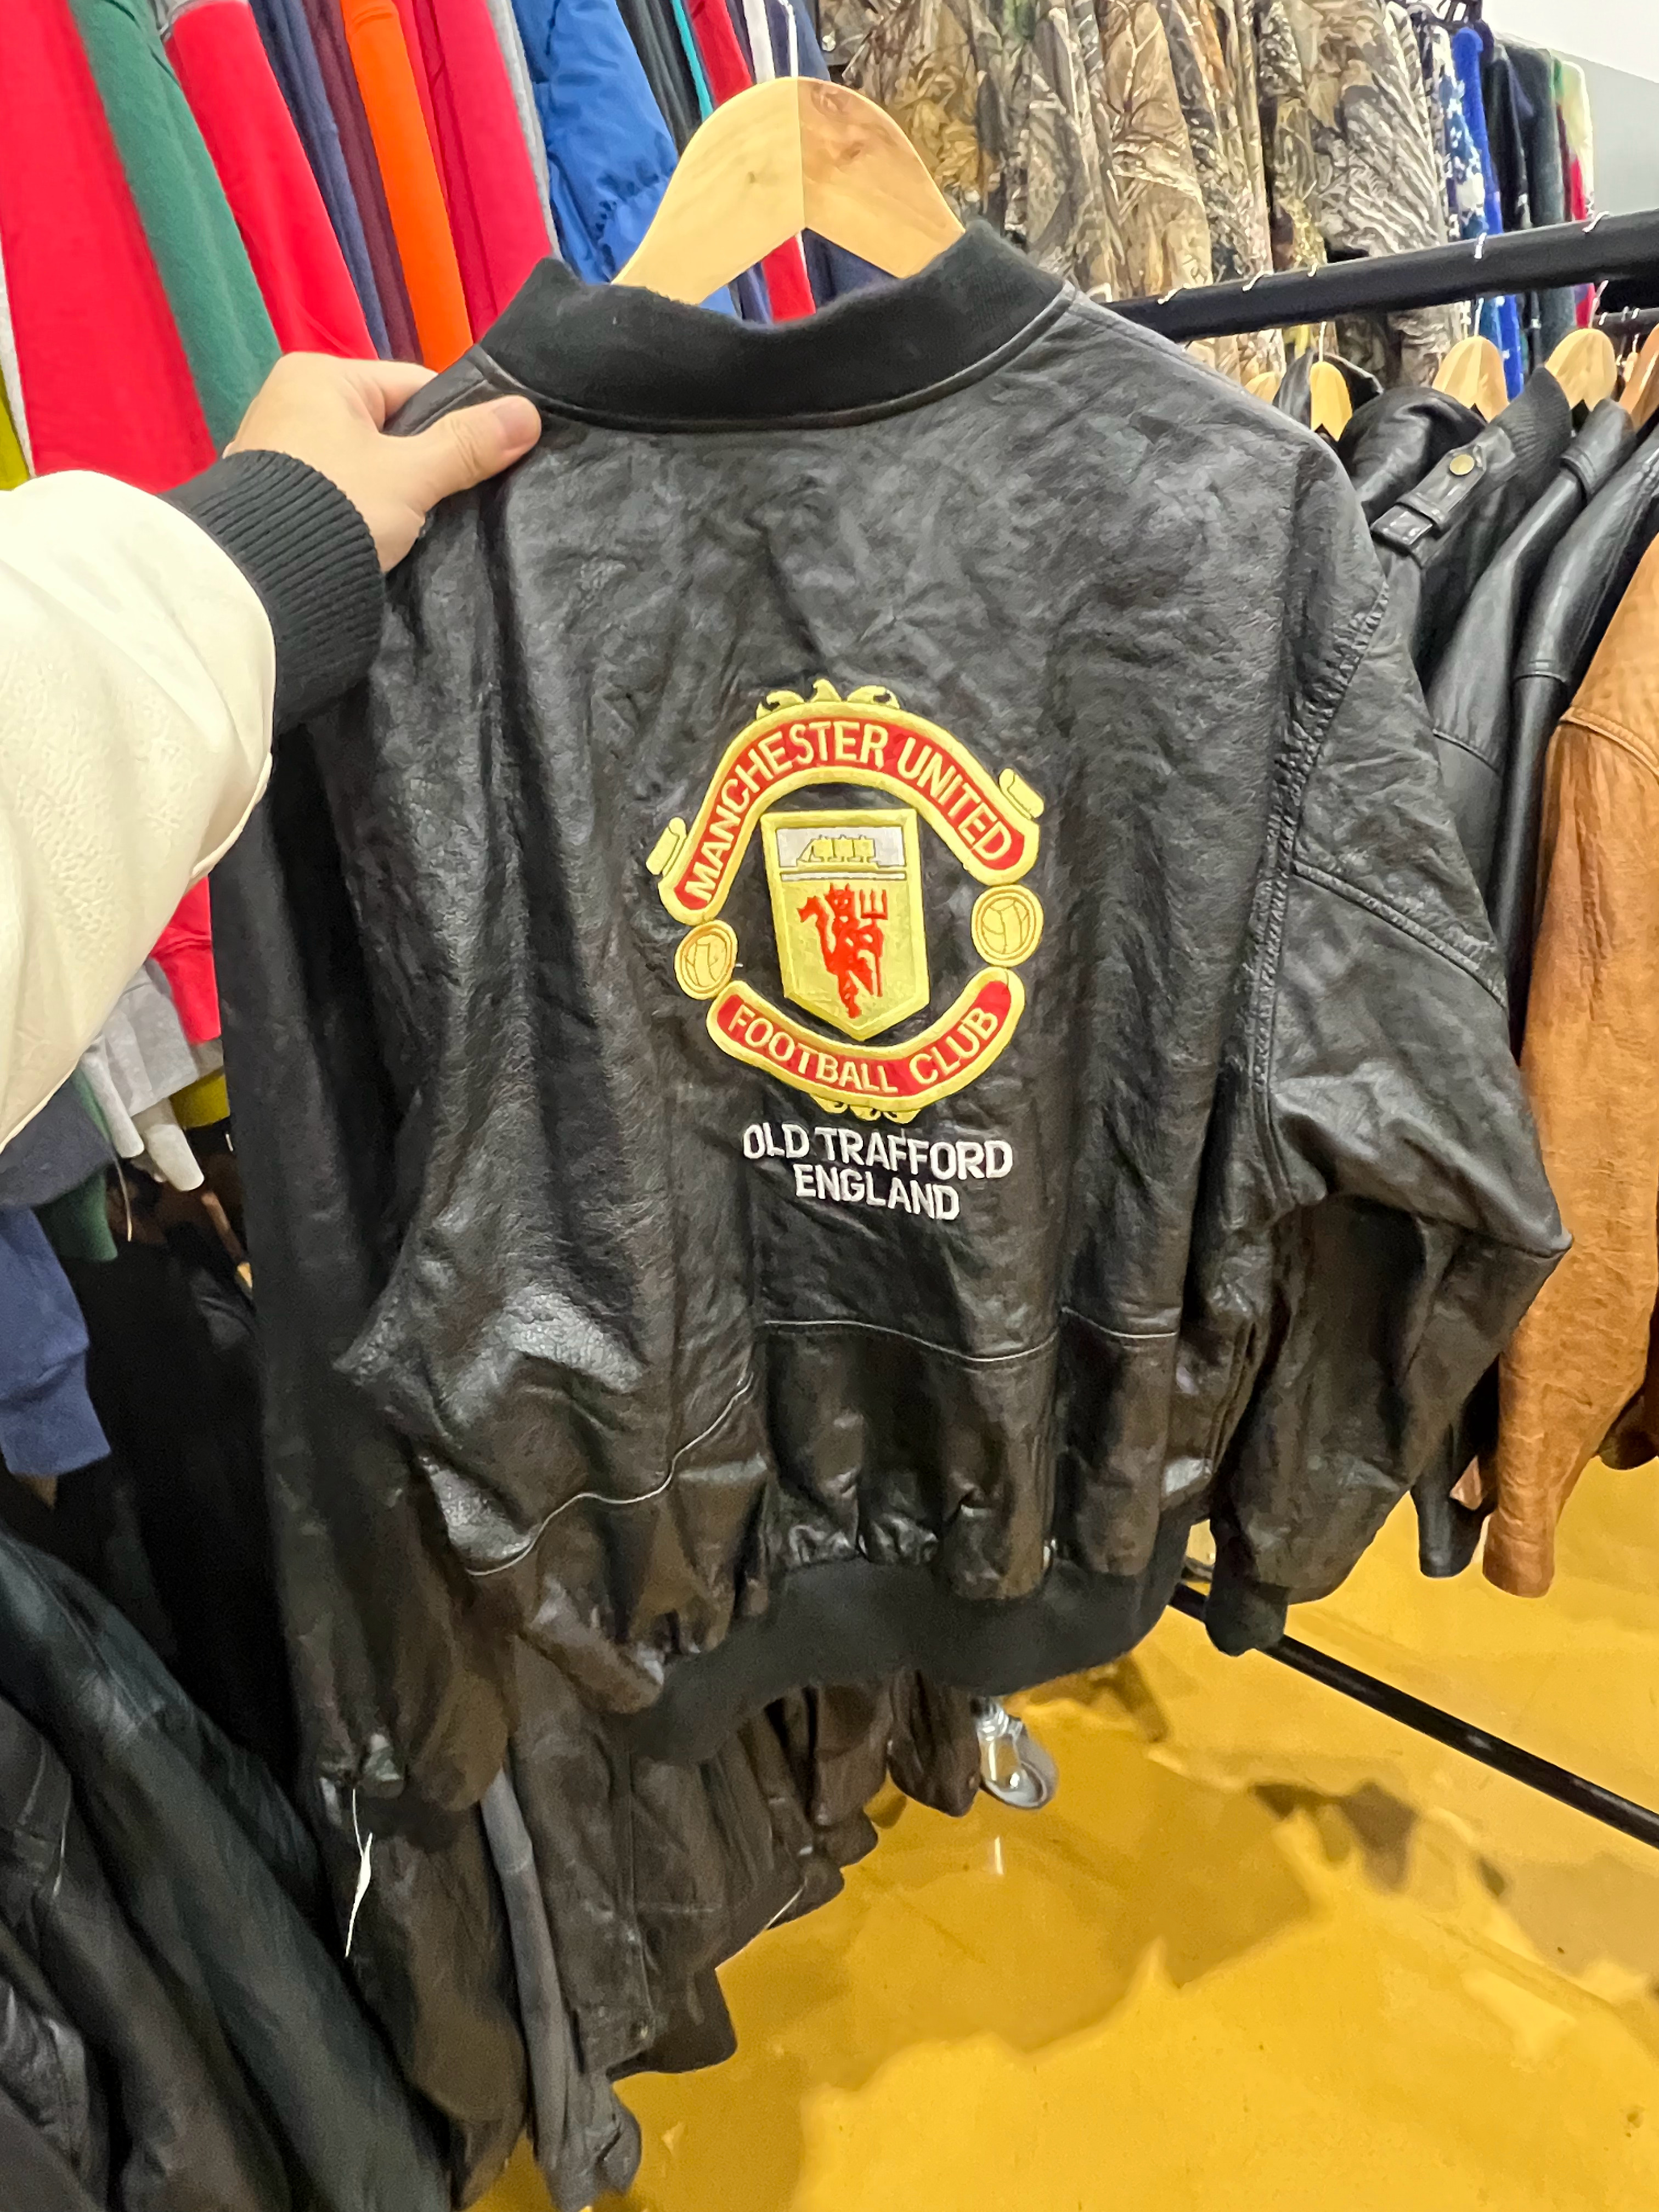 MANCHESTER UNITED
FOOTBALL CLUB
OLD TRAFFORD
ENGLAND